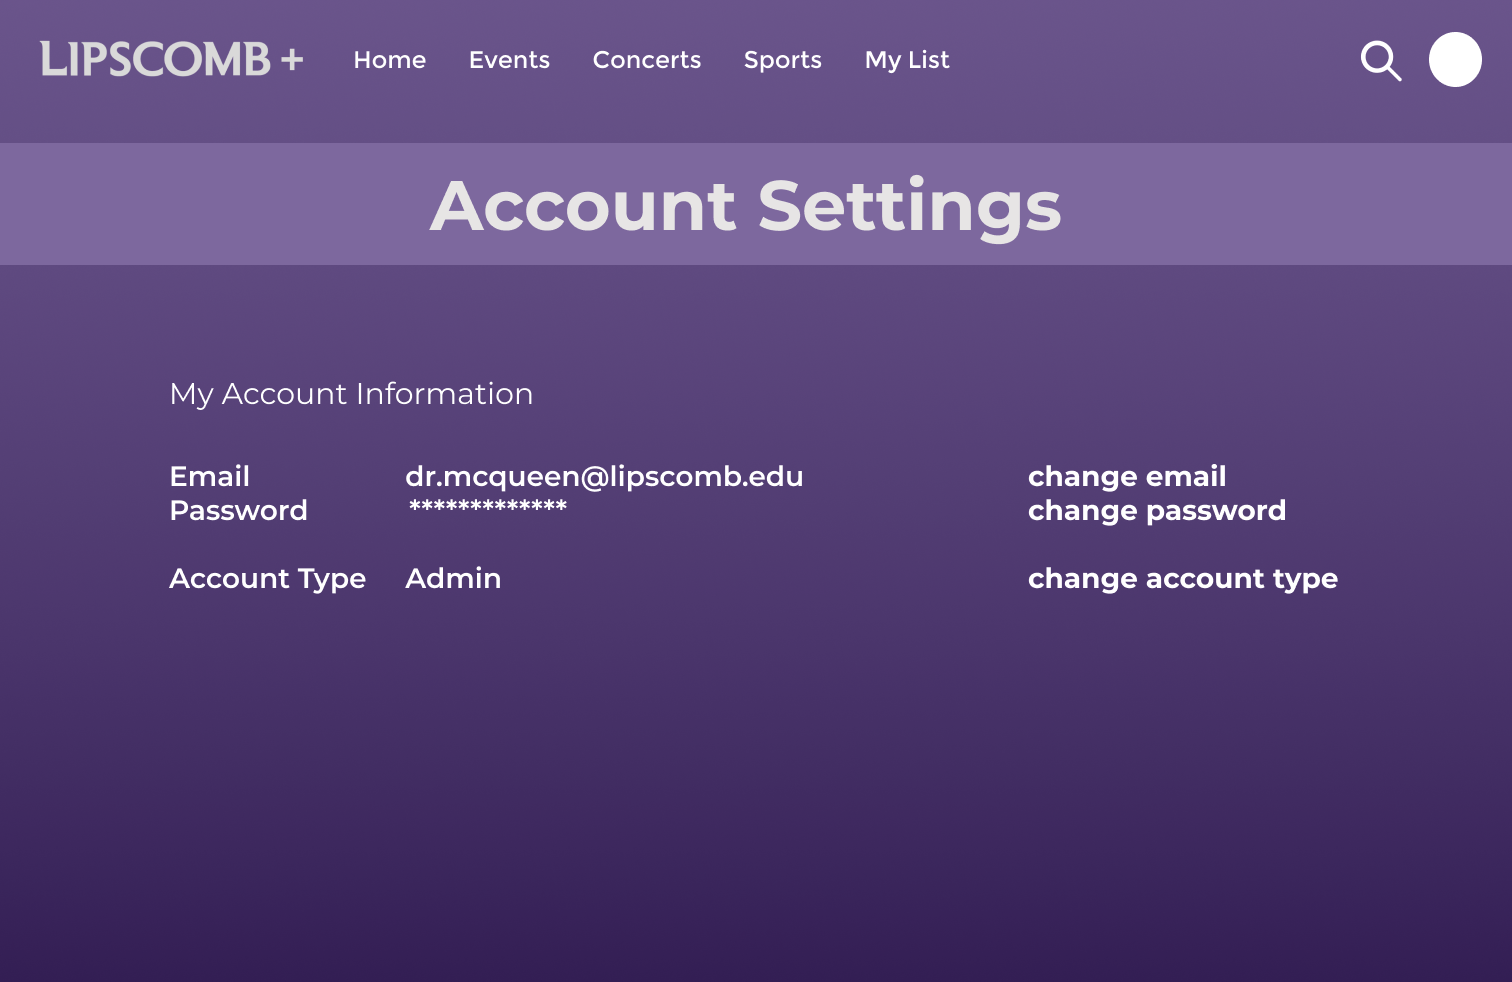 LIPSCOMB + Home Events Concerts Sports My List
Account Settings
My Account Information
Email dr.mcqueen@lipscomb.edu change email
Password ************* change password
Account Type Admin change account type